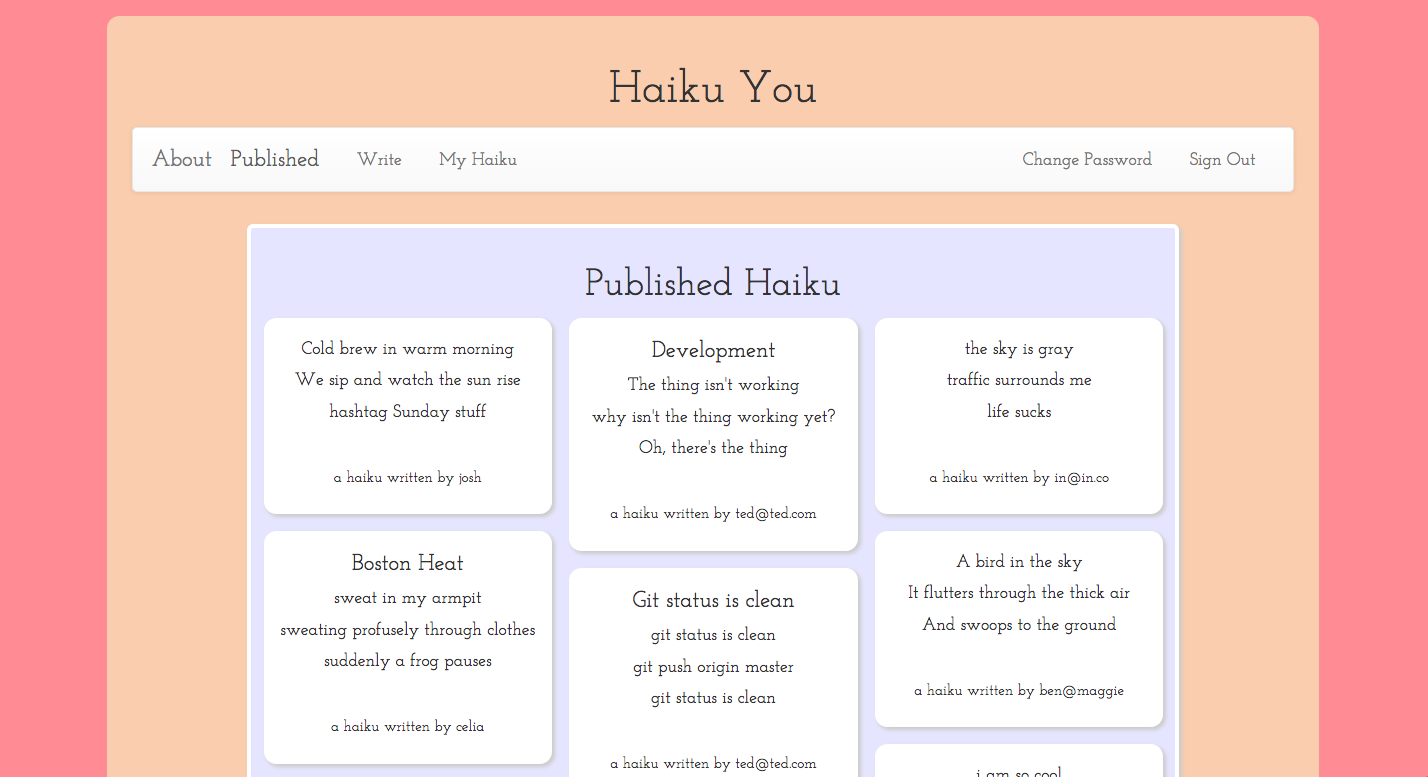 Haiku You
About Published Write My Haiku Change Password Sign Out
Published Haiku
Cold brew in warm morning
We sip and watch the sun rise
hashtag Sunday stuff
a haiku written by josh
Boston Heat
sweat in my armpit
sweating profusely through clothes
suddenly a frog pauses
a haiku written by celia
Development
The thing isn't working
why isn't the thing working yet?
Oh, there's the thing
a haiku written by ted@ted.com
Git status is clean
git status is clean
git push origin master
git status is clean
a haiku written by ted@ted.com
the sky is gray
traffic surrounds me
life sucks
a haiku written by in@in.co
A bird in the sky
It flutters through the thick air
And swoops to the ground
a haiku written by ben@maggie
i am so cool